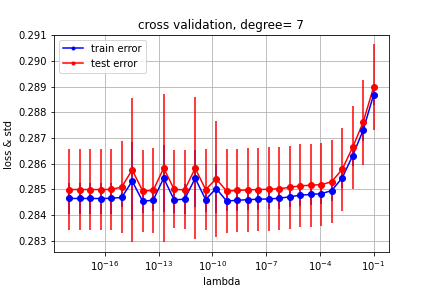 cross validation, degree= 7
0.291
0.290
0.289
0.288
0.287
0.286
0.285
0.284
0.283
loss & std
train error
test error
10⁻¹⁶ 10⁻¹³ 10⁻¹⁰ 10⁻⁷ 10⁻⁴ 10⁻¹
lambda